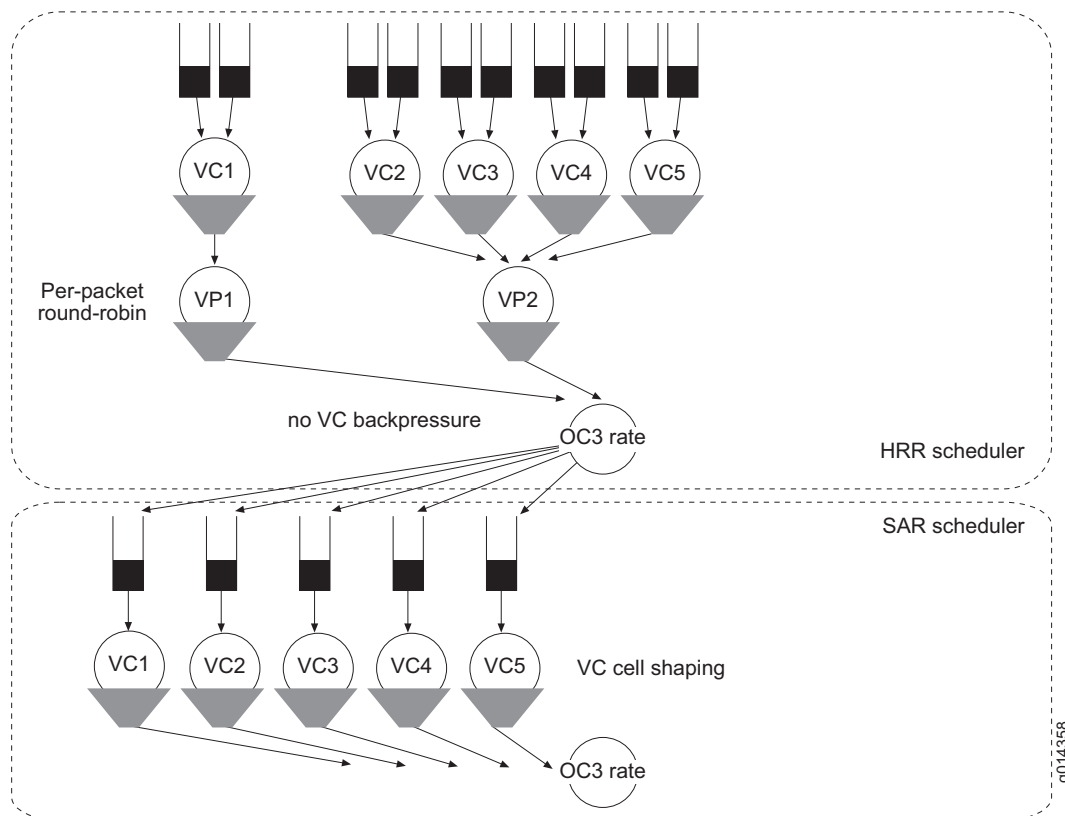 VC1
VC2
VC3
VC4
VC5
Per-packet
round-robin
VP1
VP2
no VC backpressure
OC3 rate
HRR scheduler
SAR scheduler
VC1
VC2
VC3
VC4
VC5
VC cell shaping
OC3 rate
g014358